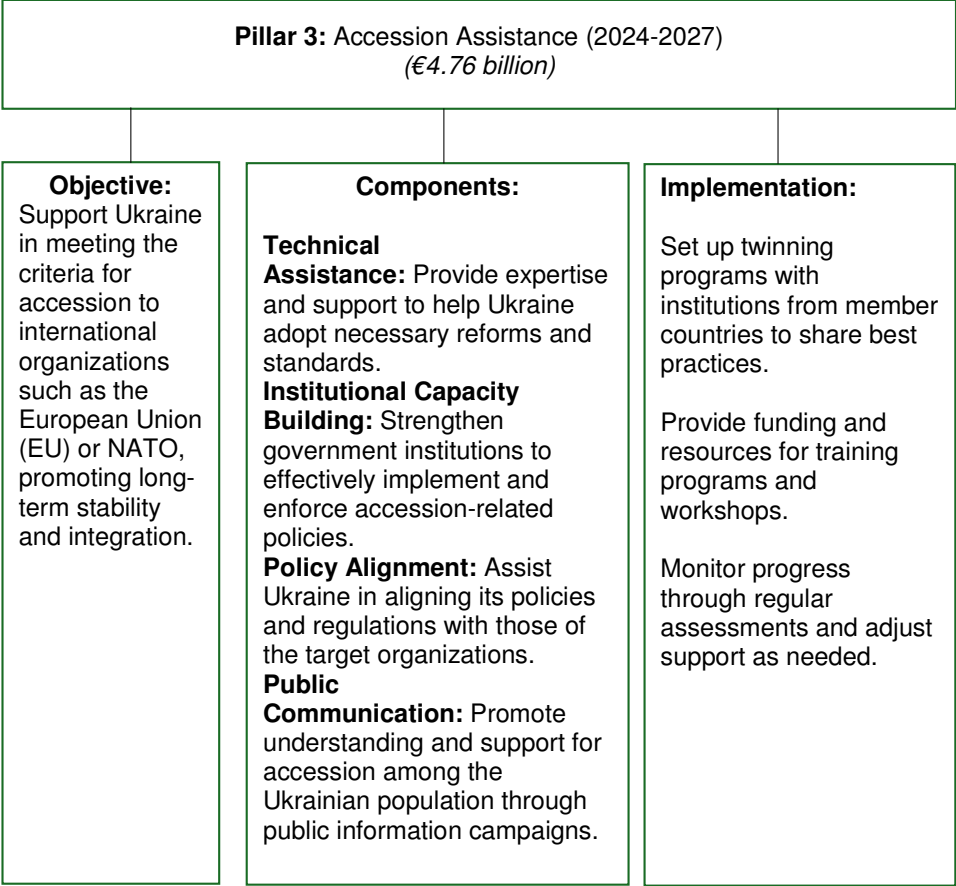 Pillar 3: Accession Assistance (2024-2027)
(€4.76 billion)
Objective:
Support Ukraine
in meeting the
criteria for
accession to
international
organizations
such as the
European Union
(EU) or NATO,
promoting long-
term stability
and integration.
Components:
Technical
Assistance: Provide expertise
and support to help Ukraine
adopt necessary reforms and
standards.
Institutional Capacity
Building: Strengthen
government institutions to
effectively implement and
enforce accession-related
policies.
Policy Alignment: Assist
Ukraine in aligning its policies
and regulations with those of
the target organizations.
Public
Communication: Promote
understanding and support for
accession among the
Ukrainian population through
public information campaigns.
Implementation:
Set up twinning
programs with
institutions from member
countries to share best
practices.
Provide funding and
resources for training
programs and
workshops.
Monitor progress
through regular
assessments and adjust
support as needed.